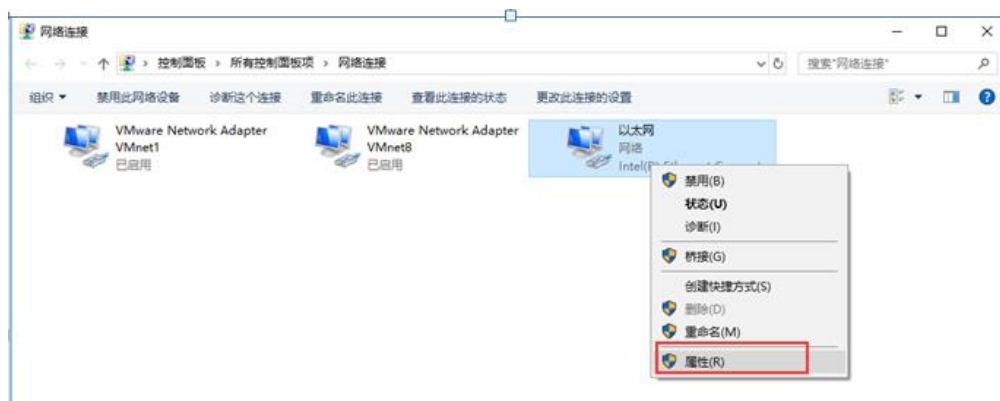 网络连接
控制面板 › 所有控制面板项 › 网络连接
搜索"网络连接"
组织 禁用此网络设备 诊断这个连接 重命名此连接 查看此连接的状态 更改此连接的设置
VMware Network Adapter
VMnet1
已启用
VMware Network Adapter
VMnet8
已启用
以太网
网络
禁用(B)
状态(U)
诊断(I)
桥接(G)
创建快捷方式(S)
删除(D)
重命名(M)
属性(R)